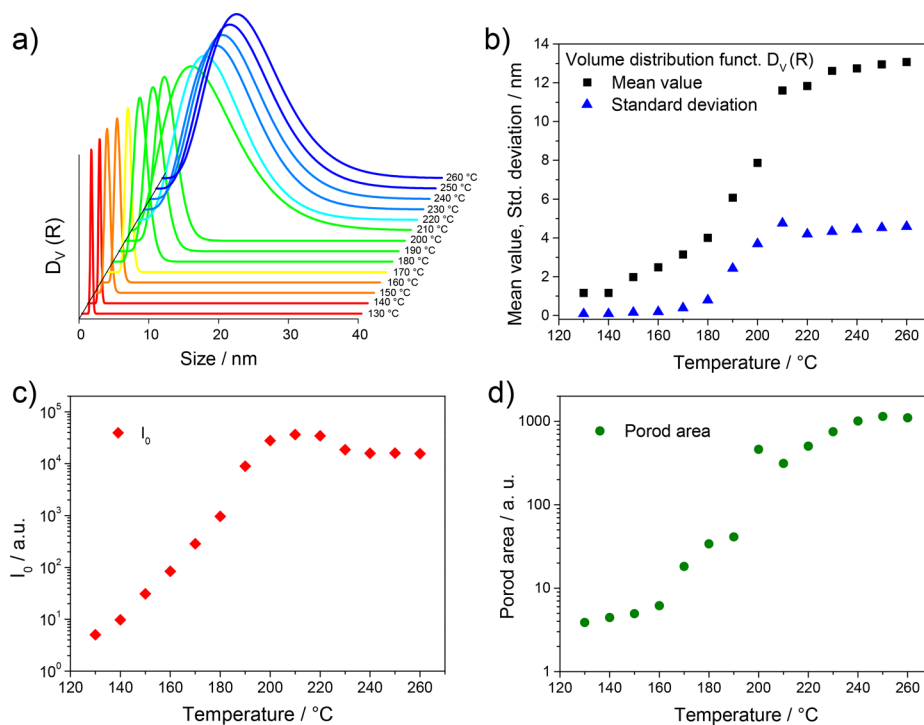 a)
D_V (R)
260 °C
250 °C
240 °C
230 °C
220 °C
210 °C
200 °C
190 °C
180 °C
170 °C
160 °C
150 °C
140 °C
130 °C
0 10 20 30 40
Size / nm
b)
Volume distribution funct. D_V (R)
Mean value
Standard deviation
Mean value, Std. deviation / nm
14
12
10
8
6
4
2
0
120 140 160 180 200 220 240 260
Temperature / °C
c)
I_0
I_0 / a.u.
10^5
10^4
10^3
10^2
10^1
10^0
120 140 160 180 200 220 240 260
Temperature / °C
d)
Porod area
Porod area / a. u.
1000
100
10
1
120 140 160 180 200 220 240 260
Temperature / °C